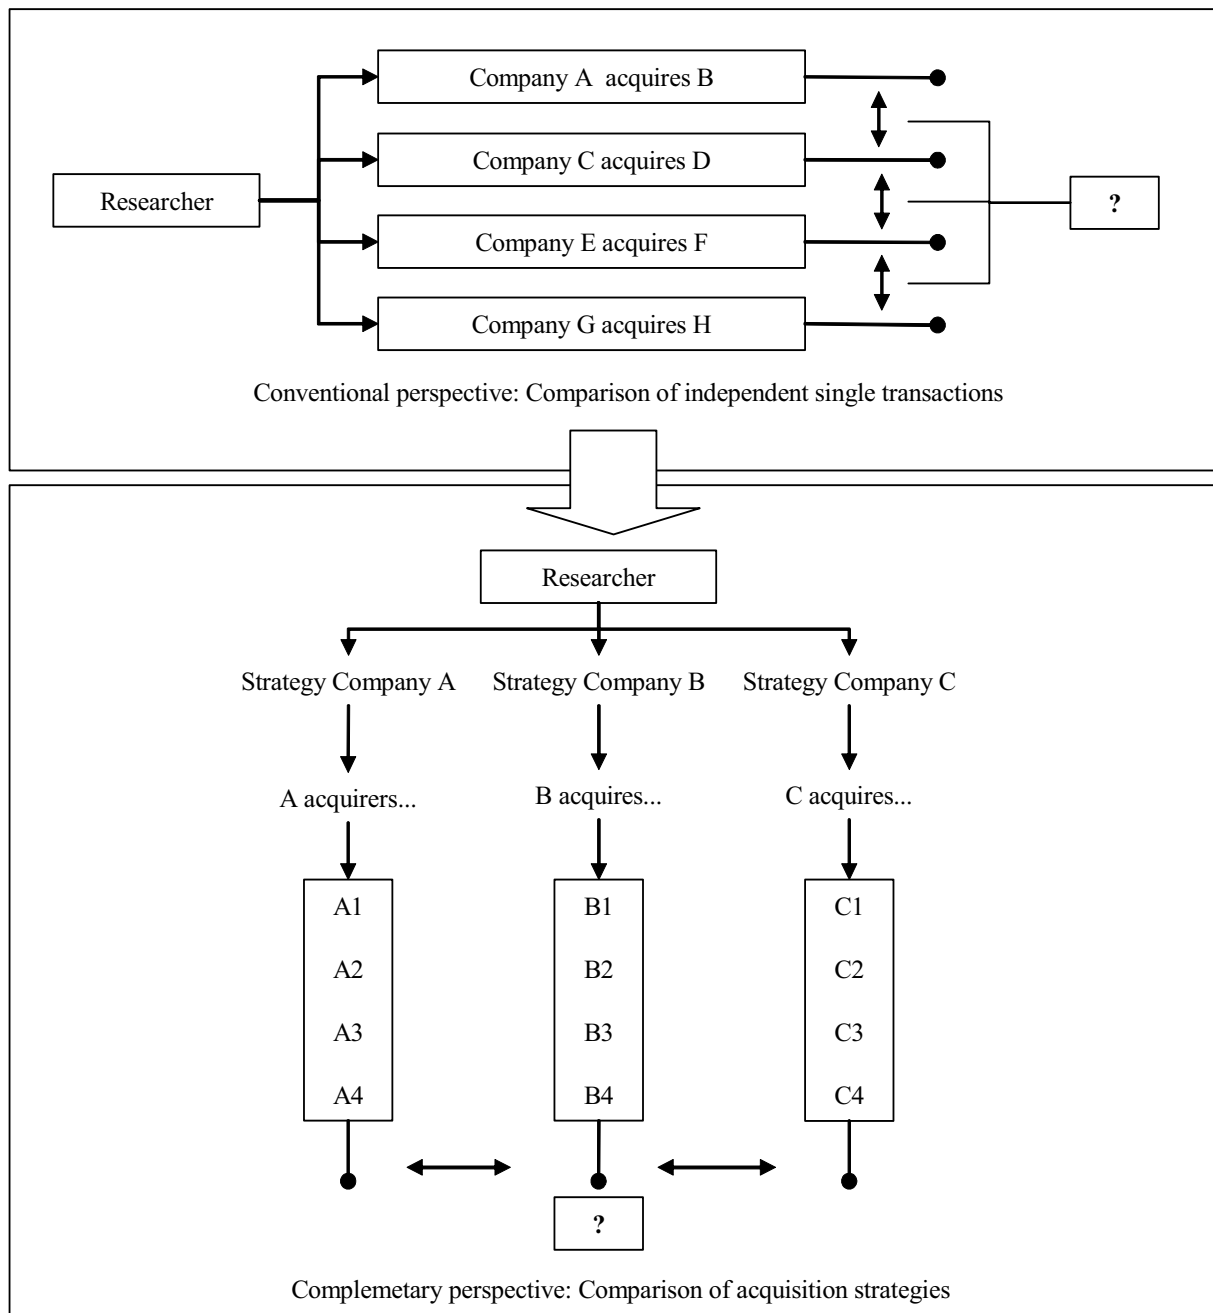 Company A acquires B
Company C acquires D
Researcher
?
Company E acquires F
Company G acquires H
Conventional perspective: Comparison of independent single transactions
Researcher
Strategy Company A Strategy Company B Strategy Company C
A acquirers... B acquires... C acquires...
A1 B1 C1
A2 B2 C2
A3 B3 C3
A4 B4 C4
?
Complemetary perspective: Comparison of acquisition strategies